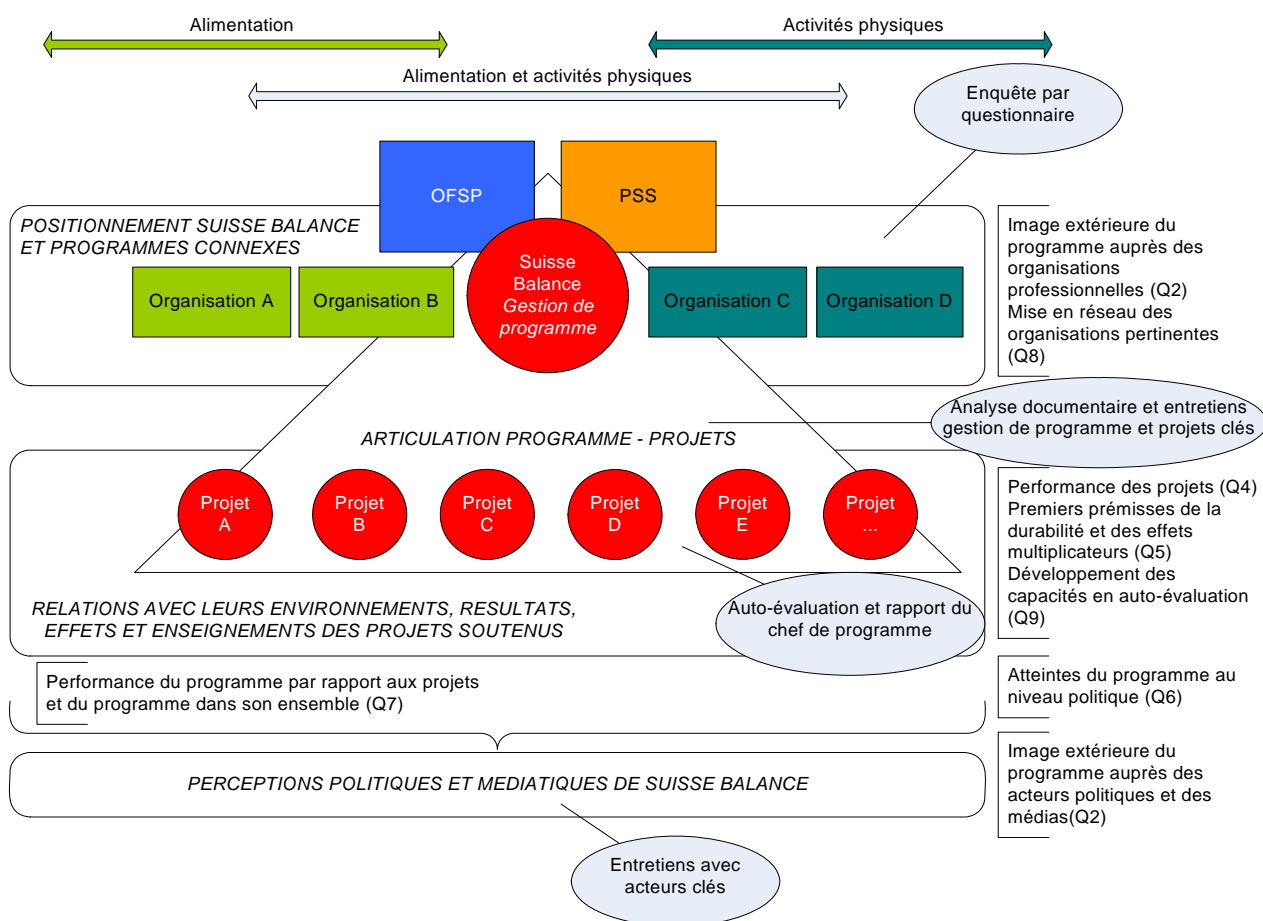 Alimentation
Activités physiques
Alimentation et activités physiques
Enquête par
questionnaire
OFSP
PSS
POSITIONNEMENT SUISSE BALANCE
ET PROGRAMMES CONNEXES
Organisation A
Organisation B
Suisse
Balance
Gestion de
programme
Organisation C
Organisation D
Image extérieure du
programme auprès des
organisations
professionnelles (Q2)
Mise en réseau des
organisations pertinentes
(Q8)
Analyse documentaire et entretiens
gestion de programme et projets clés
ARTICULATION PROGRAMME - PROJETS
Projet
A
Projet
B
Projet
C
Projet
D
Projet
E
Projet
...
Performance des projets (Q4)
Premiers prémisses de la
durabilité et des effets
multiplicateurs (Q5)
Développement des
capacités en auto-évaluation
(Q9)
Auto-évaluation et rapport du
chef de programme
RELATIONS AVEC LEURS ENVIRONNEMENTS, RESULTATS,
EFFETS ET ENSEIGNEMENTS DES PROJETS SOUTENUS
Performance du programme par rapport aux projets
et du programme dans son ensemble (Q7)
Atteintes du programme au
niveau politique (Q6)
PERCEPTIONS POLITIQUES ET MEDIATIQUES DE SUISSE BALANCE
Image extérieure du
programme auprès des
acteurs politiques et des
médias(Q2)
Entretiens avec
acteurs clés